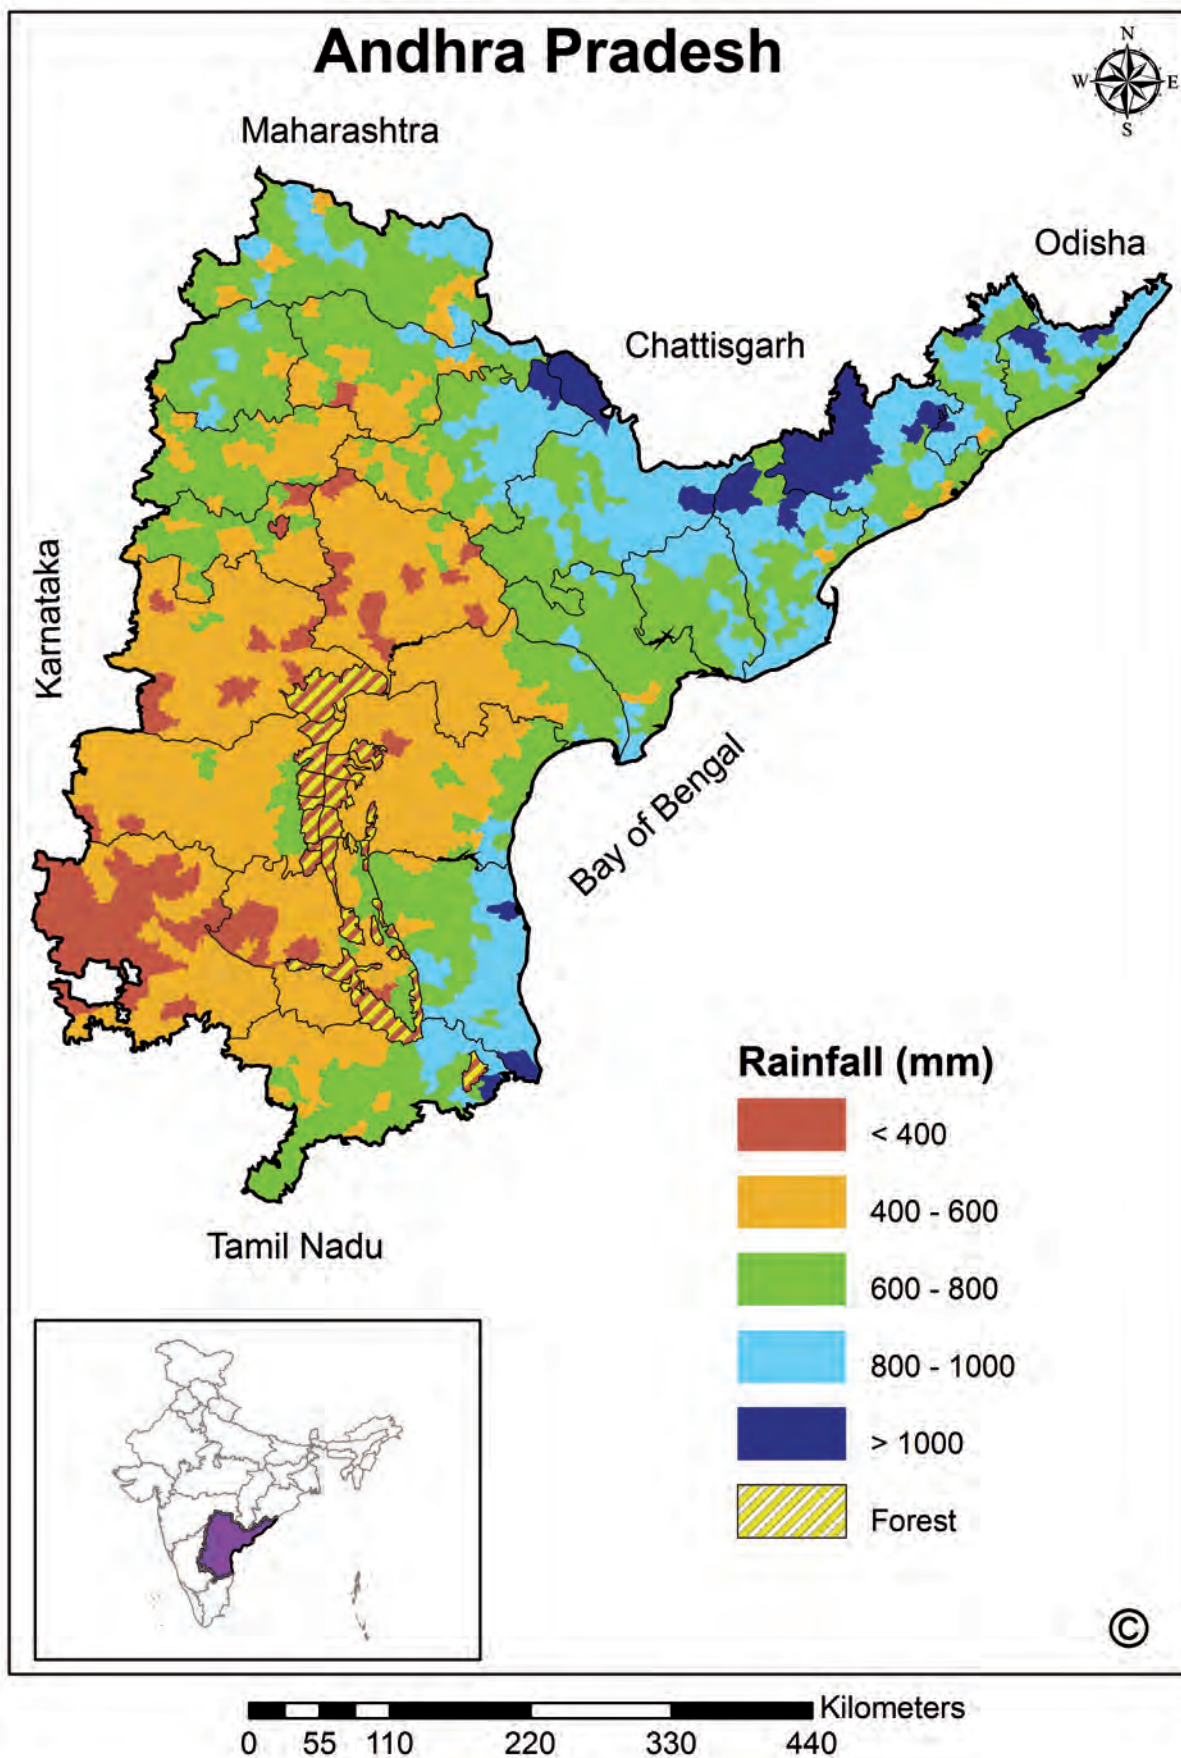 Andhra Pradesh
N
W E
S
Maharashtra
Odisha
Chattisgarh
Karnataka
Bay of Bengal
Tamil Nadu
Rainfall (mm)
< 400
400 - 600
600 - 800
800 - 1000
> 1000
Forest
©
Kilometers
0 55 110 220 330 440